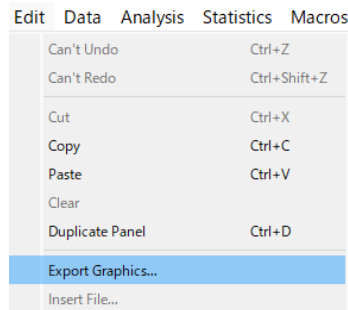 Edit Data Analysis Statistics Macros
Can't Undo Ctrl+Z
Can't Redo Ctrl+Shift+Z
Cut Ctrl+X
Copy Ctrl+C
Paste Ctrl+V
Clear
Duplicate Panel Ctrl+D
Export Graphics...
Insert File...